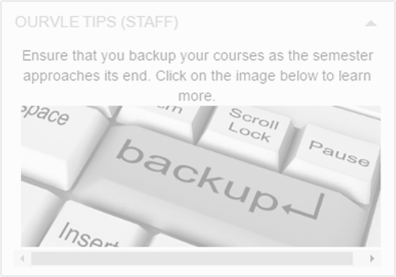 OURVLE TIPS (STAFF)
Ensure that you backup your courses as the semester
approaches its end. Click on the image below to learn
more.
Space
Scroll
Lock
Pause
backup
Insert